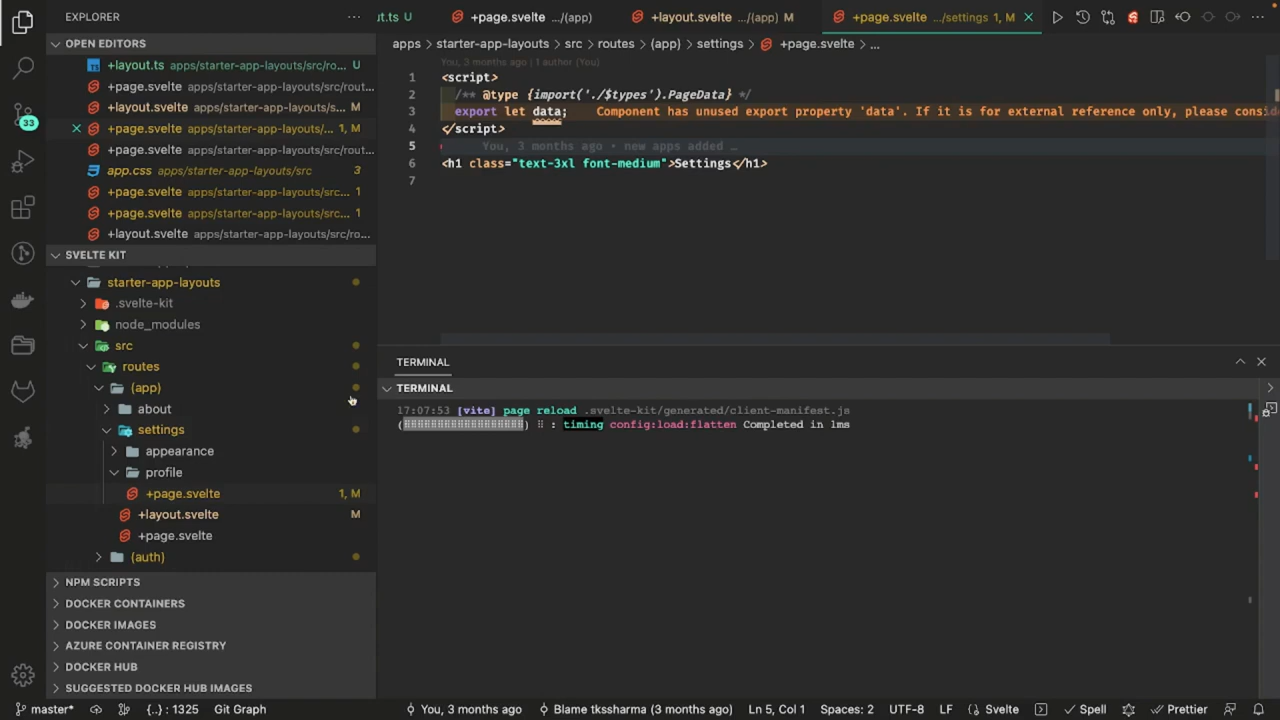 EXPLORER
OPEN EDITORS
+layout.ts apps/starter-app-layouts/src/ro... U
+page.svelte apps/starter-app-layouts/src/rout...
+layout.svelte apps/starter-app-layouts/s... M
+page.svelte apps/starter-app-layouts/... 1, M
+page.svelte apps/starter-app-layouts/src/rout...
app.css apps/starter-app-layouts/src 3
+page.svelte apps/starter-app-layouts/src... 1
+page.svelte apps/starter-app-layouts/src... 1
+layout.svelte apps/starter-app-layouts/src/ro...
SVELTE KIT
starter-app-layouts
.svelte-kit
node_modules
src
routes
(app)
about
settings
appearance
profile
+page.svelte 1, M
+layout.svelte M
+page.svelte
(auth)
NPM SCRIPTS
DOCKER CONTAINERS
DOCKER IMAGES
AZURE CONTAINER REGISTRY
DOCKER HUB
SUGGESTED DOCKER HUB IMAGES
33
ut.ts U +page.svelte .../(app) +layout.svelte .../(app) M +page.svelte .../settings 1, M
apps > starter-app-layouts > src > routes > (app) > settings > +page.svelte > ...
You, 3 months ago | 1 author (You)
1 <script>
2 /** @type {import('./$types').PageData} */
3 export let data; Component has unused export property 'data'. If it is for external reference only, please consid
4 </script>
5 You, 3 months ago • new apps added …
6 <h1 class="text-3xl font-medium">Settings</h1>
7
TERMINAL
TERMINAL
17:07:53 [vite] page reload .svelte-kit/generated/client-manifest.js
: timing config:load:flatten Completed in 1ms
master* {..} : 1325 Git Graph You, 3 months ago Blame tkssharma (3 months ago) Ln 5, Col 1 Spaces: 2 UTF-8 LF Svelte Spell Prettier